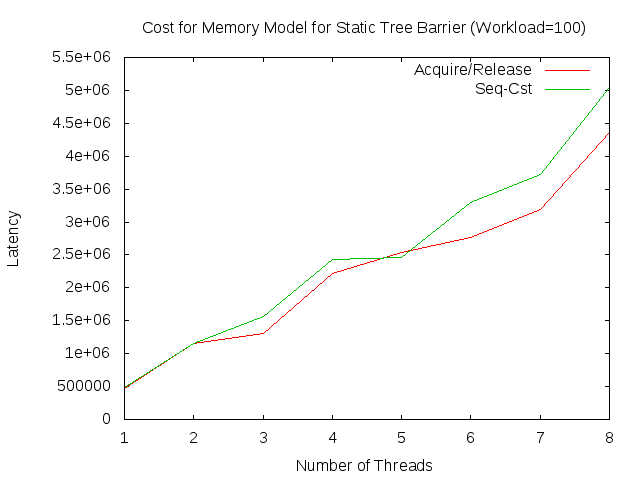 Cost for Memory Model for Static Tree Barrier (Workload=100)
5.5e+06
5e+06
4.5e+06
4e+06
3.5e+06
3e+06
2.5e+06
2e+06
1.5e+06
1e+06
500000
0
Acquire/Release
Seq-Cst
Latency
1 2 3 4 5 6 7 8
Number of Threads